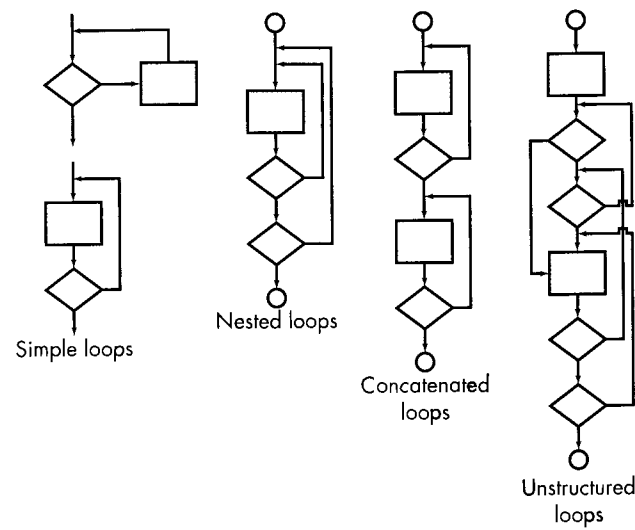 Simple loops
Nested loops
Concatenated
loops
Unstructured
loops